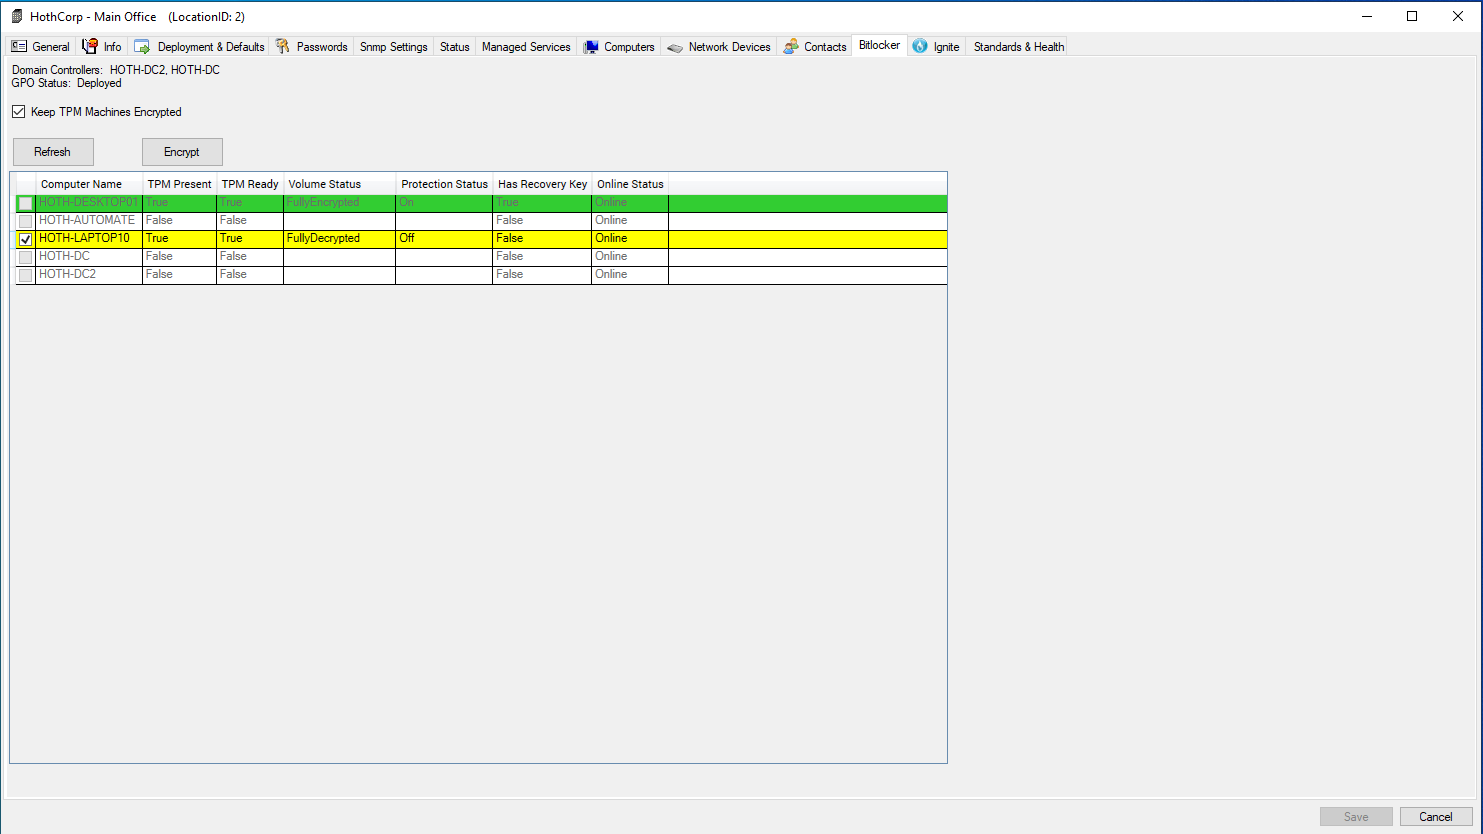 HothCorp - Main Office (LocationID: 2)
General Info Deployment & Defaults Passwords Snmp Settings Status Managed Services Computers Network Devices Contacts Bitlocker Ignite Standards & Health
Domain Controllers: HOTH-DC2, HOTH-DC
GPO Status: Deployed
Keep TPM Machines Encrypted
Refresh Encrypt
Computer Name TPM Present TPM Ready Volume Status Protection Status Has Recovery Key Online Status
HOTH-DESKTOP01 True True FullyEncrypted On True Online
HOTH-AUTOMATE False False False Online
HOTH-LAPTOP10 True True FullyDecrypted Off False Online
HOTH-DC False False False Online
HOTH-DC2 False False False Online
Save Cancel